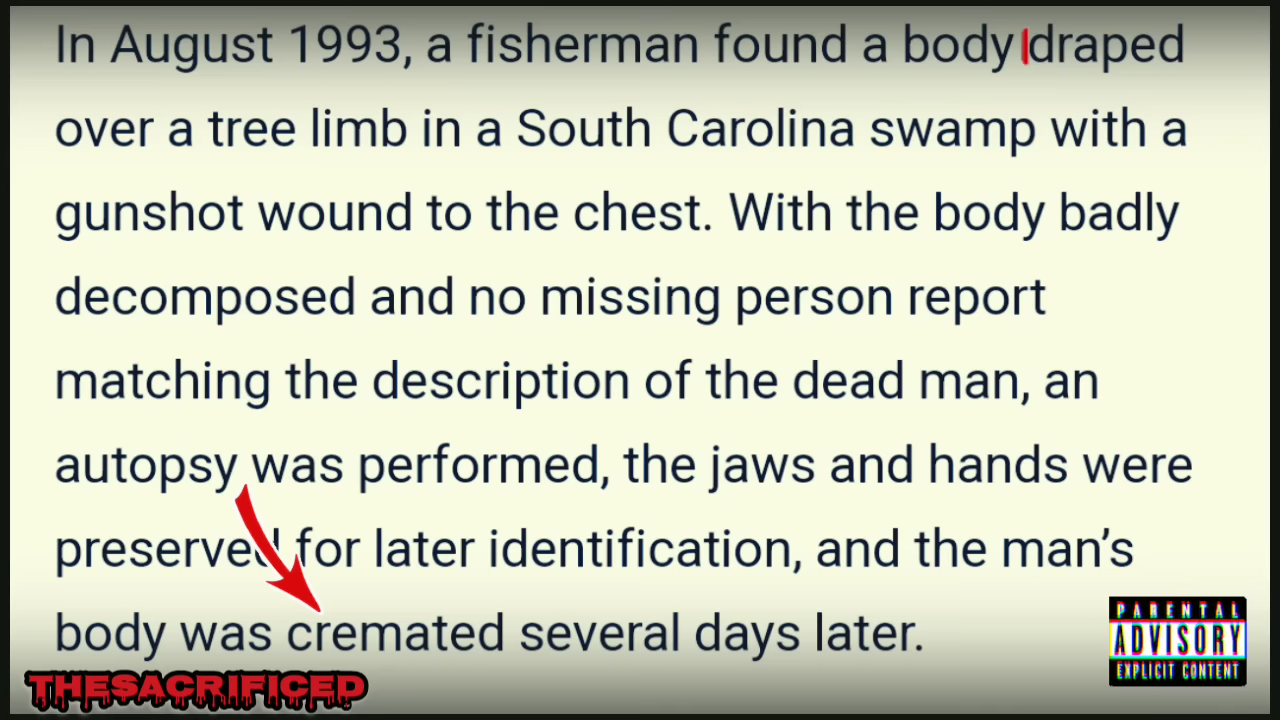 In August 1993, a fisherman found a body draped
over a tree limb in a South Carolina swamp with a
gunshot wound to the chest. With the body badly
decomposed and no missing person report
matching the description of the dead man, an
autopsy was performed, the jaws and hands were
preserved for later identification, and the man’s
body was cremated several days later.
THESACRIFICED
PARENTAL
ADVISORY
EXPLICIT CONTENT